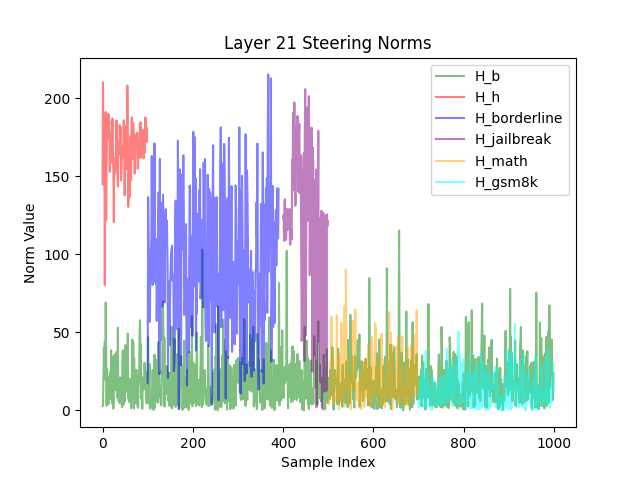 Layer 21 Steering Norms
H_b
H_h
H_borderline
H_jailbreak
H_math
H_gsm8k
Norm Value
200
150
100
50
0
0 200 400 600 800 1000
Sample Index